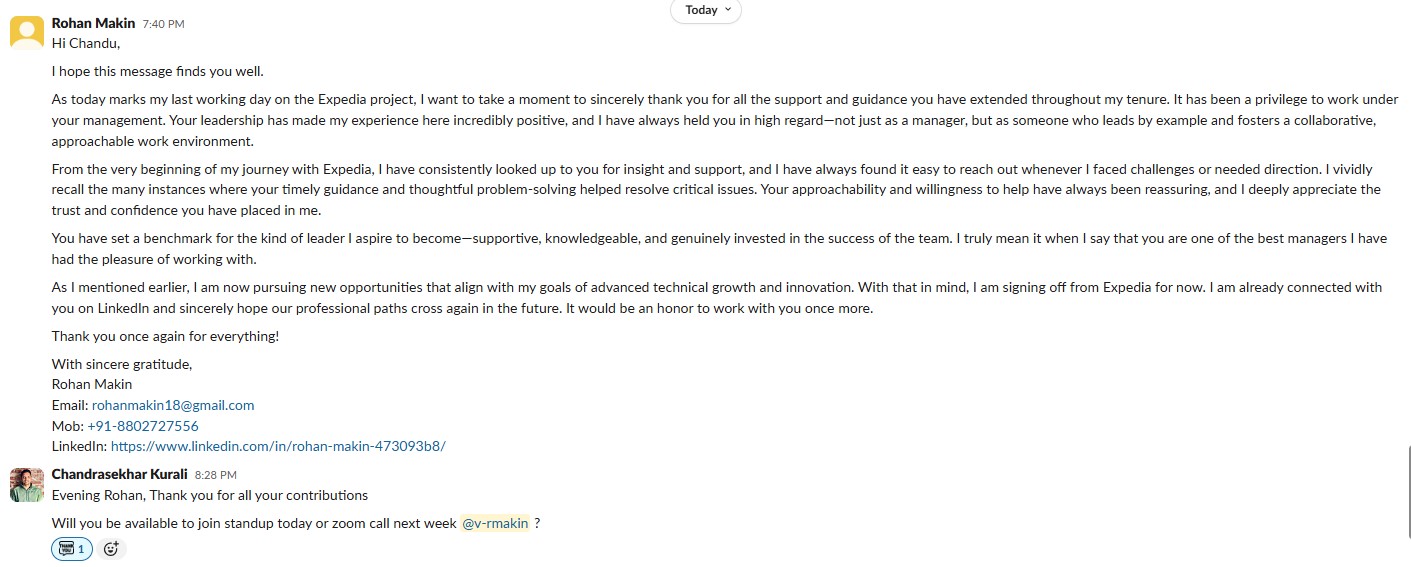 Today
Rohan Makin 7:40 PM
Hi Chandu,
I hope this message finds you well.
As today marks my last working day on the Expedia project, I want to take a moment to sincerely thank you for all the support and guidance you have extended throughout my tenure. It has been a privilege to work under
your management. Your leadership has made my experience here incredibly positive, and I have always held you in high regard—not just as a manager, but as someone who leads by example and fosters a collaborative,
approachable work environment.
From the very beginning of my journey with Expedia, I have consistently looked up to you for insight and support, and I have always found it easy to reach out whenever I faced challenges or needed direction. I vividly
recall the many instances where your timely guidance and thoughtful problem-solving helped resolve critical issues. Your approachability and willingness to help have always been reassuring, and I deeply appreciate the
trust and confidence you have placed in me.
You have set a benchmark for the kind of leader I aspire to become—supportive, knowledgeable, and genuinely invested in the success of the team. I truly mean it when I say that you are one of the best managers I have
had the pleasure of working with.
As I mentioned earlier, I am now pursuing new opportunities that align with my goals of advanced technical growth and innovation. With that in mind, I am signing off from Expedia for now. I am already connected with
you on LinkedIn and sincerely hope our professional paths cross again in the future. It would be an honor to work with you once more.
Thank you once again for everything!
With sincere gratitude,
Rohan Makin
Email: rohanmakin18@gmail.com
Mob: +91-8802727556
LinkedIn: https://www.linkedin.com/in/rohan-makin-473093b8/
Chandrasekhar Kurali 8:28 PM
Evening Rohan, Thank you for all your contributions
Will you be available to join standup today or zoom call next week @v-rmakin ?
THANK YOU 1